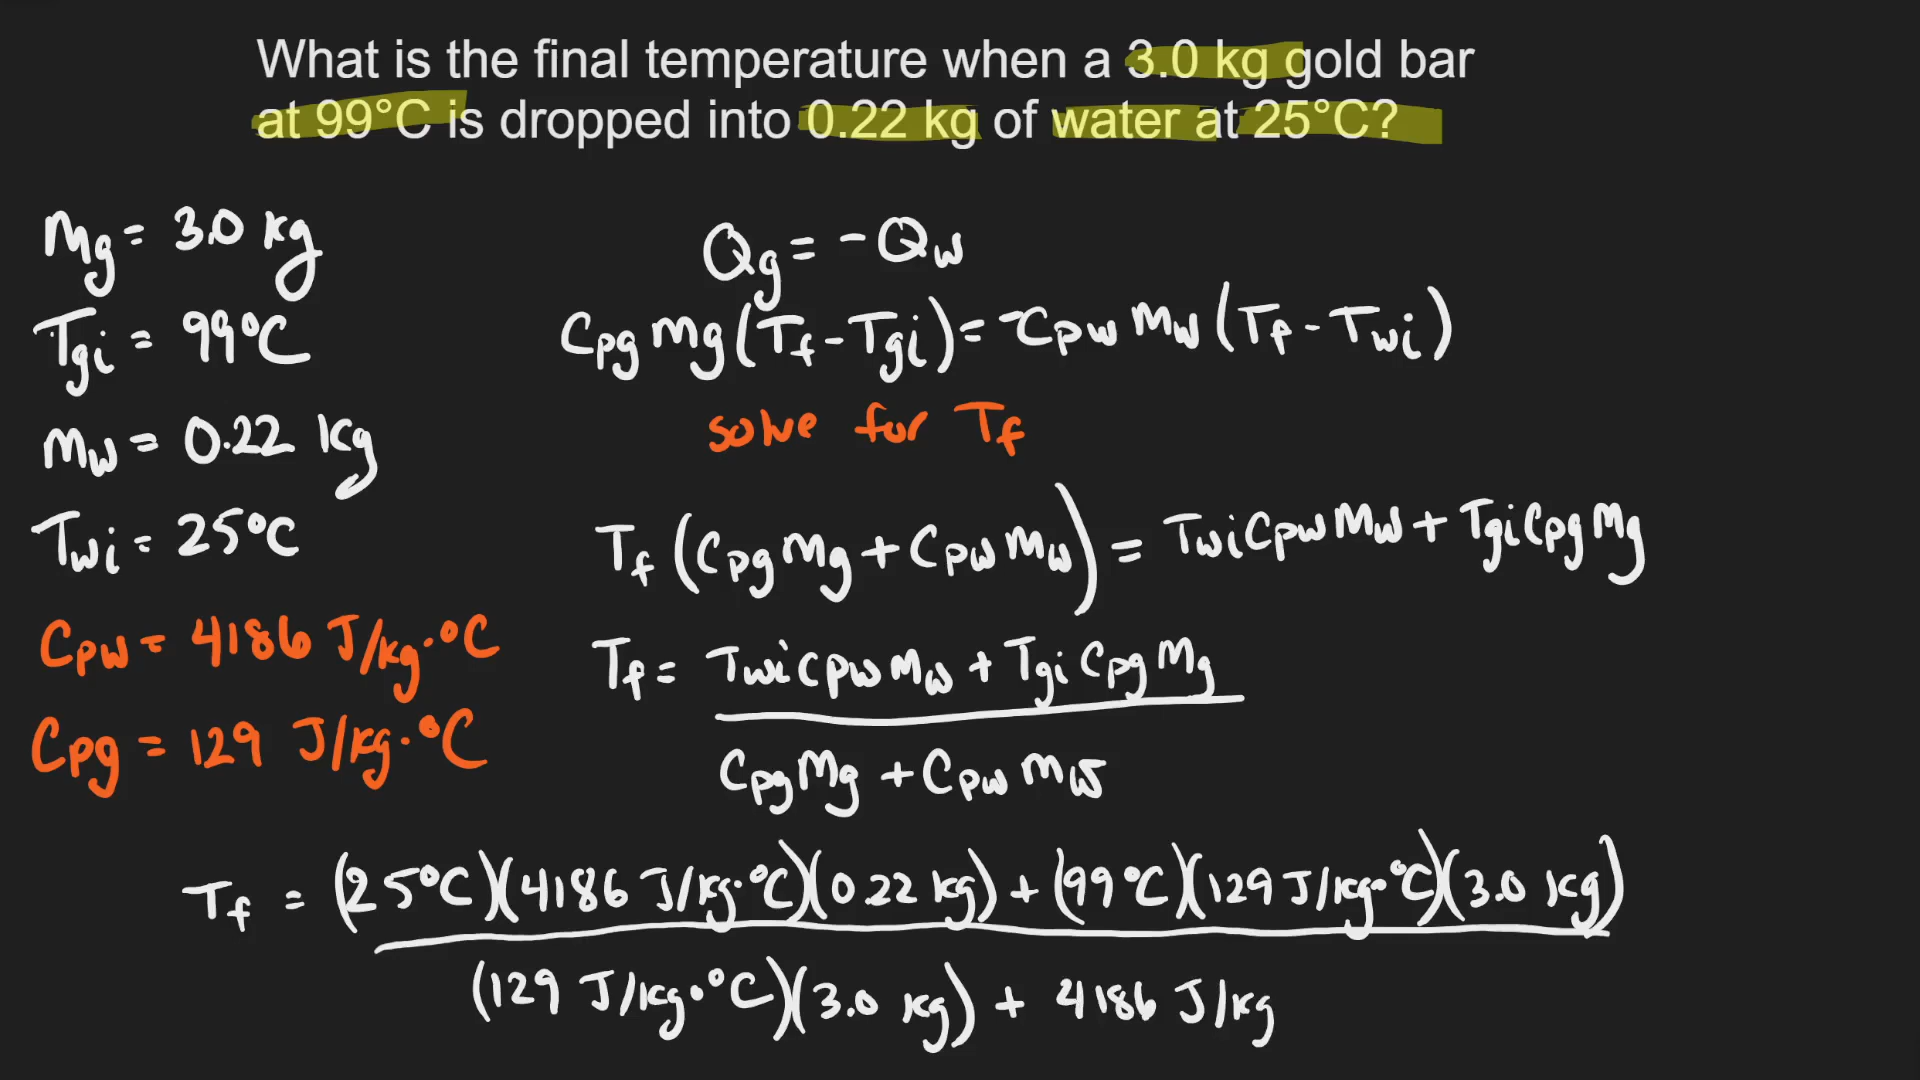 What is the final temperature when a 3.0 kg gold bar
at 99°C is dropped into 0.22 kg of water at 25°C?
mg = 3.0 kg
Tgi = 99°C
mw = 0.22 kg
Twi = 25°C
Cpw = 4186 J/kg·°C
Cpg = 129 J/kg·°C
Qg = -Qw
Cpg mg (Tf - Tgi) = -Cpw mw (Tf - Twi)
solve for Tf
Tf (Cpg mg + Cpw mw) = Twi Cpw mw + Tgi Cpg mg
Tf = Twi Cpw mw + Tgi Cpg mg
Cpg mg + Cpw mw
Tf = (25°C)(4186 J/kg·°C)(0.22 kg) + (99°C)(129 J/kg·°C)(3.0 kg)
(129 J/kg·°C)(3.0 kg) + 4186 J/kg